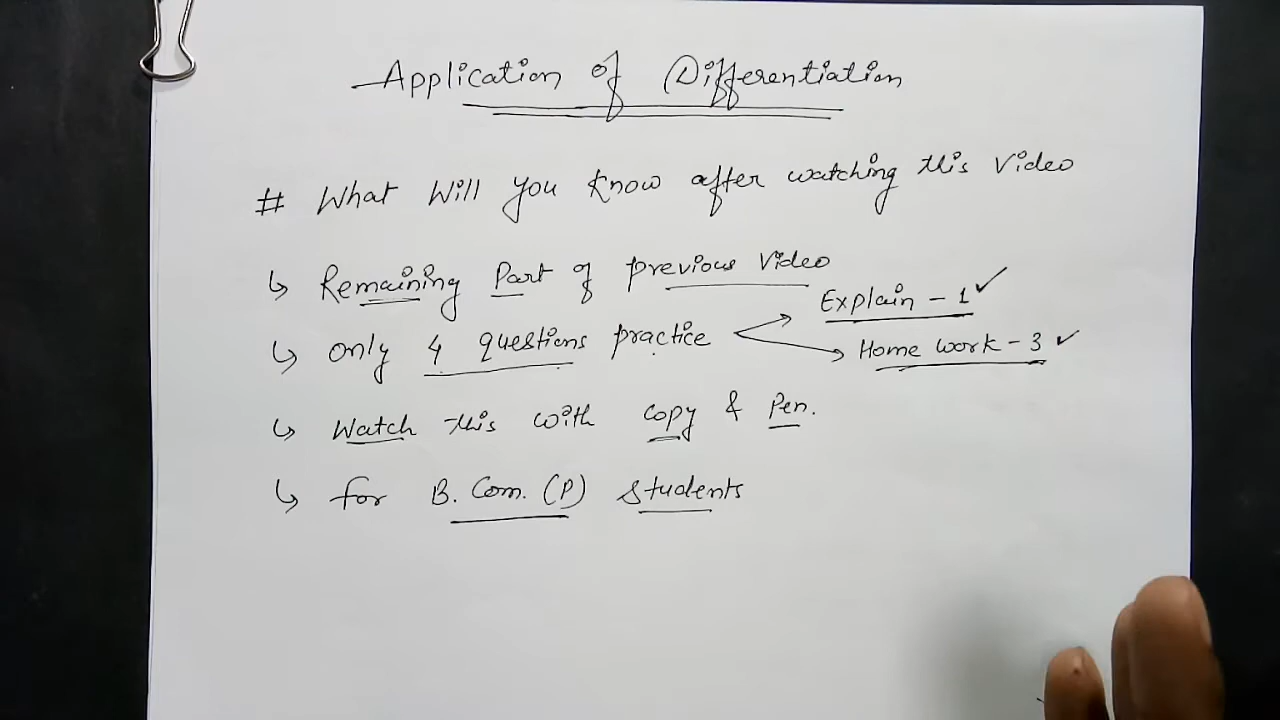 Application of Differentiation
# What Will You Know after watching this Video
↳ Remaining Part of previous Video
↳ only 4 questions practice
Explain - 1 ✓
Home work - 3 ✓
↳ Watch this with copy & Pen.
↳ for B. Com. (P) Students